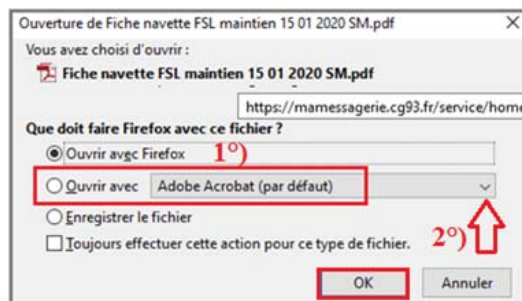 Ouverture de Fiche navette FSL maintien 15 01 2020 SM.pdf
Vous avez choisi d'ouvrir :
Fiche navette FSL maintien 15 01 2020 SM.pdf
https://mamessagerie.cg93.fr/service/home
Que doit faire Firefox avec ce fichier ?
Ouvrir avec Firefox 1°)
Ouvrir avec Adobe Acrobat (par défaut)
Enregistrer le fichier
Toujours effectuer cette action pour ce type de fichier. 2°)
OK Annuler